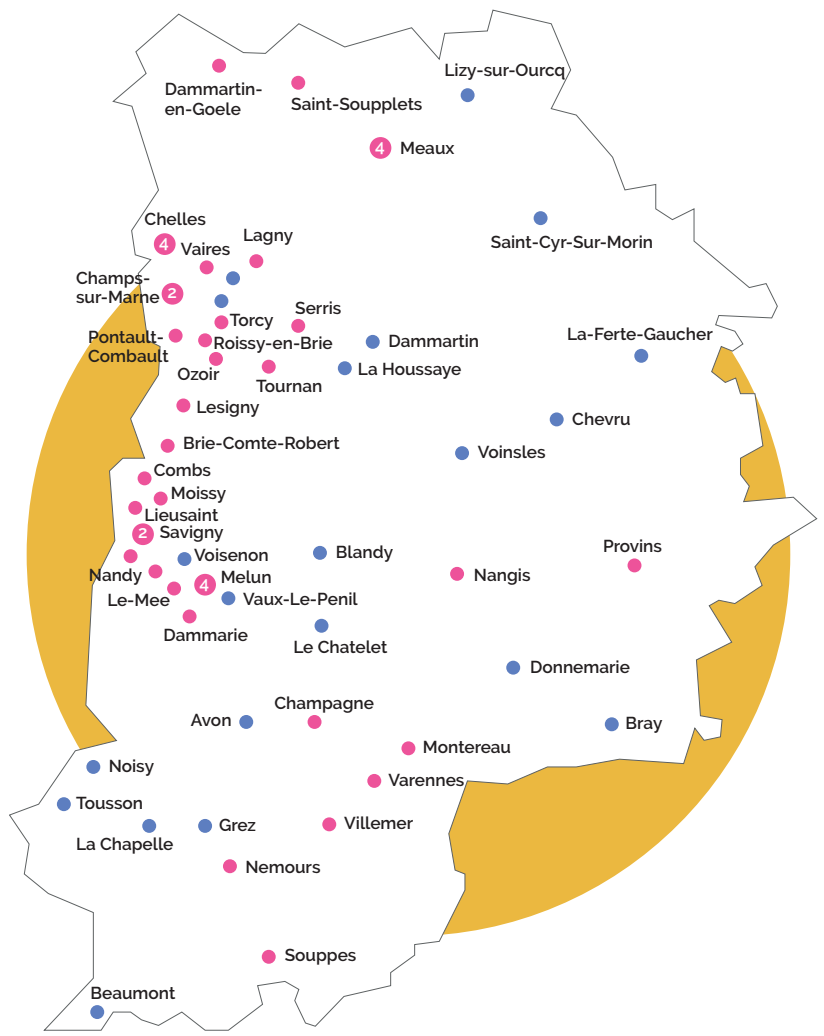 Lizy-sur-Ourcq
Dammartin-
en-Goele
Saint-Soupplets
4
Meaux
Chelles
4
Vaires
Lagny
Saint-Cyr-Sur-Morin
Champs-
sur-Marne
2
Serris
Torcy
Pontault-
Combault
Roissy-en-Brie
Dammartin
La-Ferte-Gaucher
Ozoir
Tournan
La Houssaye
Lesigny
Chevru
Brie-Comte-Robert
Voinsles
Combs
Moissy
Lieusaint
2
Savigny
Voisenon
Blandy
Provins
Nandy
4
Melun
Nangis
Le-Mee
Vaux-Le-Penil
Dammarie
Le Chatelet
Donnemarie
Champagne
Avon
Bray
Montereau
Noisy
Varennes
Tousson
La Chapelle
Grez
Villemer
Nemours
Souppes
Beaumont